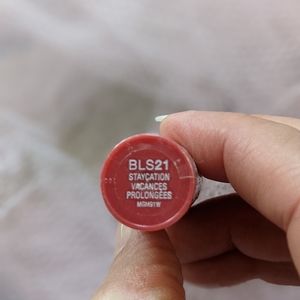 BLS21
STAYCATION
VACANCES
PROLONGÉES